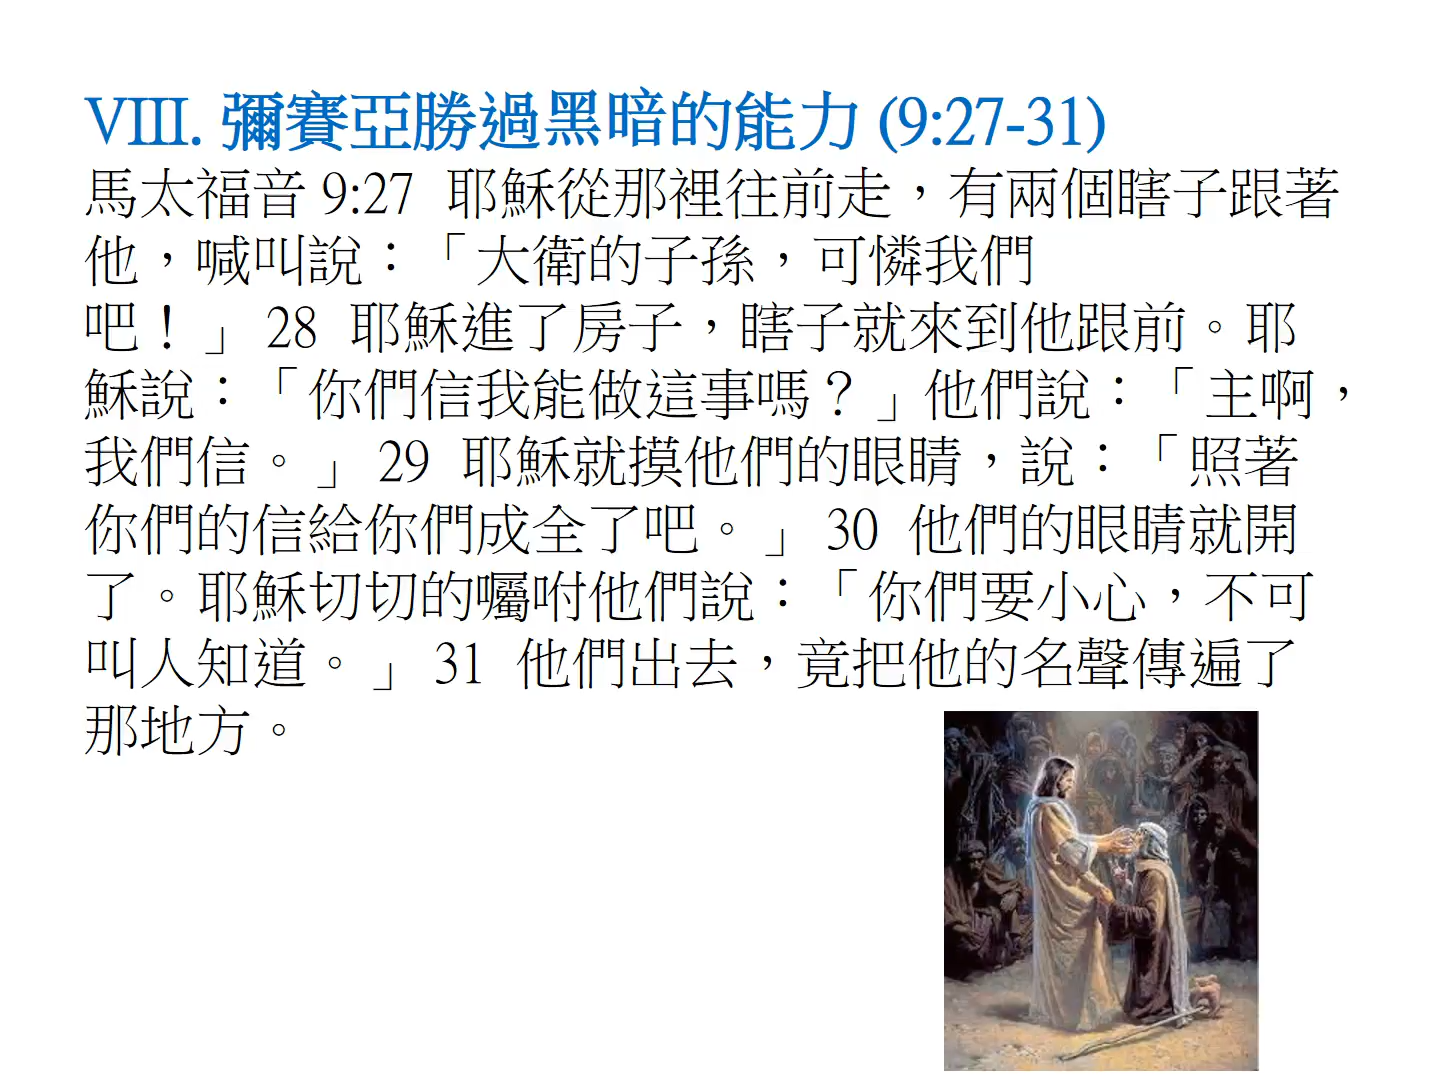 VIII. 彌賽亞勝過黑暗的能力 (9:27-31)
馬太福音 9:27 耶穌從那裡往前走，有兩個瞎子跟著
他，喊叫說：「大衛的子孫，可憐我們
吧！」 28 耶穌進了房子，瞎子就來到他跟前。耶
穌說：「你們信我能做這事嗎？」他們說：「主啊，
我們信。」 29 耶穌就摸他們的眼睛，說：「照著
你們的信給你們成全了吧。」 30 他們的眼睛就開
了。耶穌切切的囑咐他們說：「你們要小心，不可
叫人知道。」 31 他們出去，竟把他的名聲傳遍了
那地方。